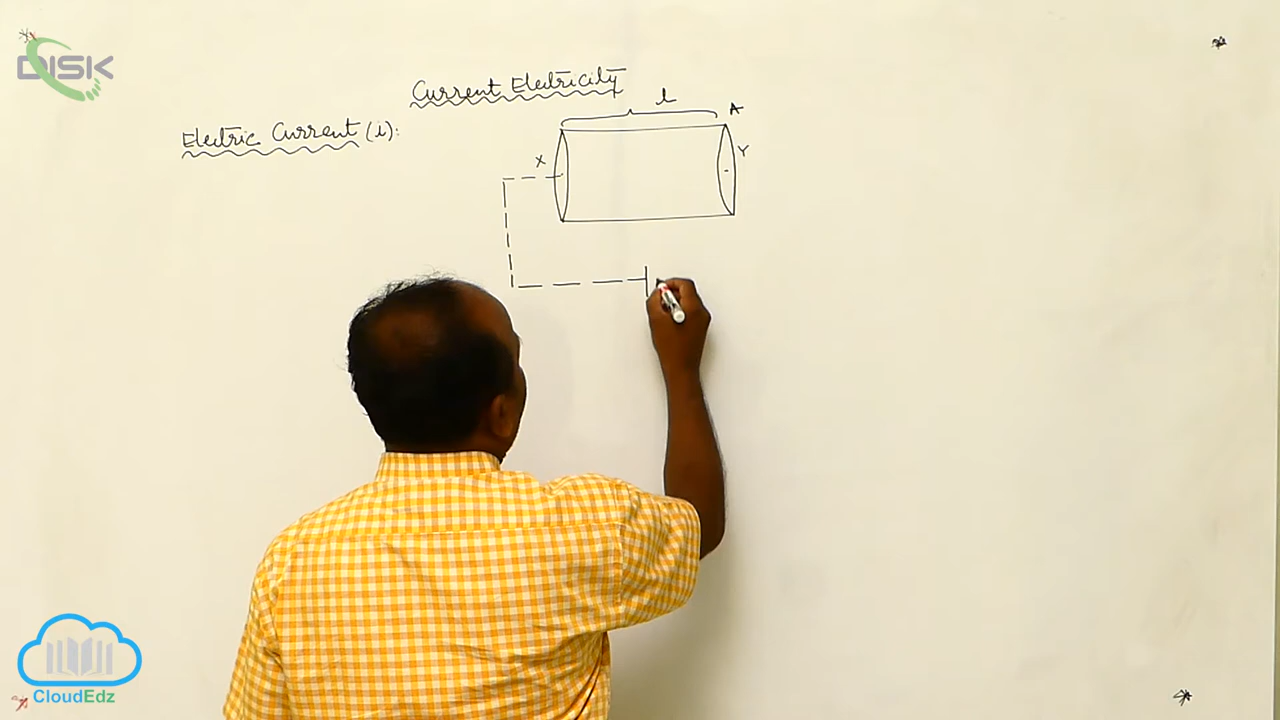 DISK
Current Electricity
Electric Current (i):
l
A
X
Y
CloudEdz